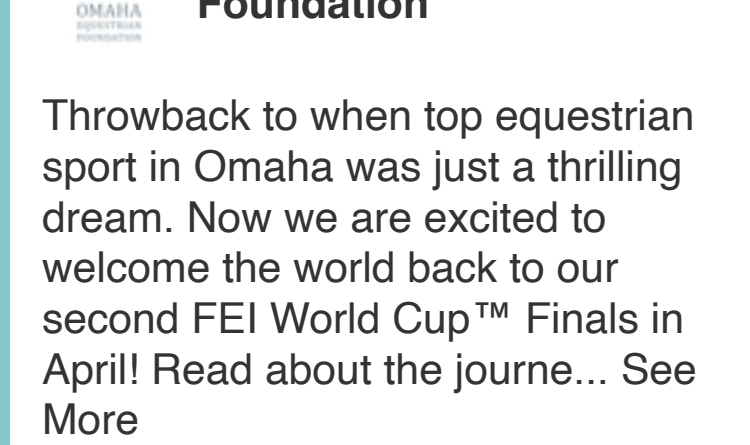 OMAHA
EQUESTRIAN
FOUNDATION
Foundation
Throwback to when top equestrian
sport in Omaha was just a thrilling
dream. Now we are excited to
welcome the world back to our
second FEI World Cup™ Finals in
April! Read about the journe... See
More